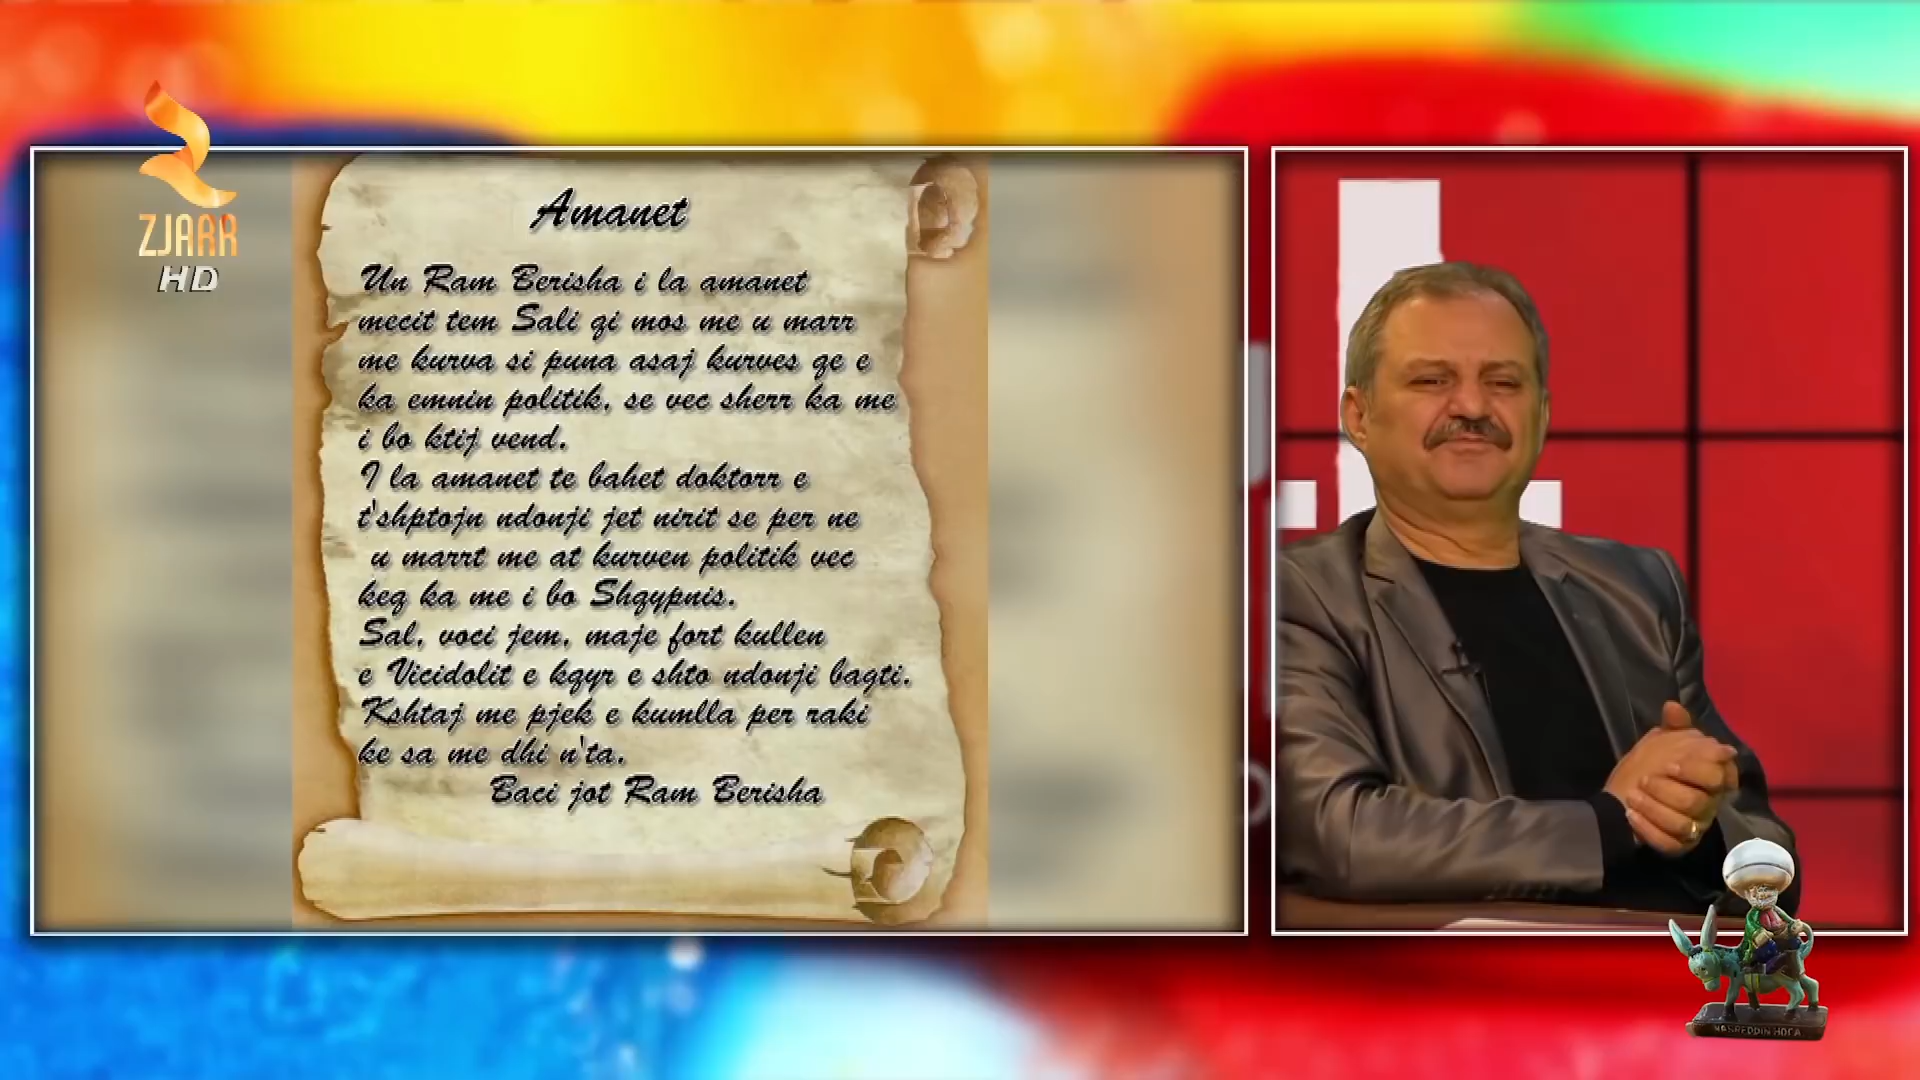 ZJARR
HD
Amanet
Un Ram Berisha i la amanet
mecit tem Sali qi mos me u marr
me kurva si puna asaj kurves qe e
ka emnin politik, se vec sherr ka me
i bo ktij vend.
I la amanet te bahet doktorr e
t'shptojn ndonji jet nirit se per ne
u marrt me at kurven politik vec
keq ka me i bo Shqypnis.
Sal, voci jem, maje fort kullen
e Vicidolit e kqyr e shto ndonji bagti.
Kshtaj me pjek e kumlla per raki
ke sa me dhi n'ta.
Baci jot Ram Berisha
NASREDDIN HOCA